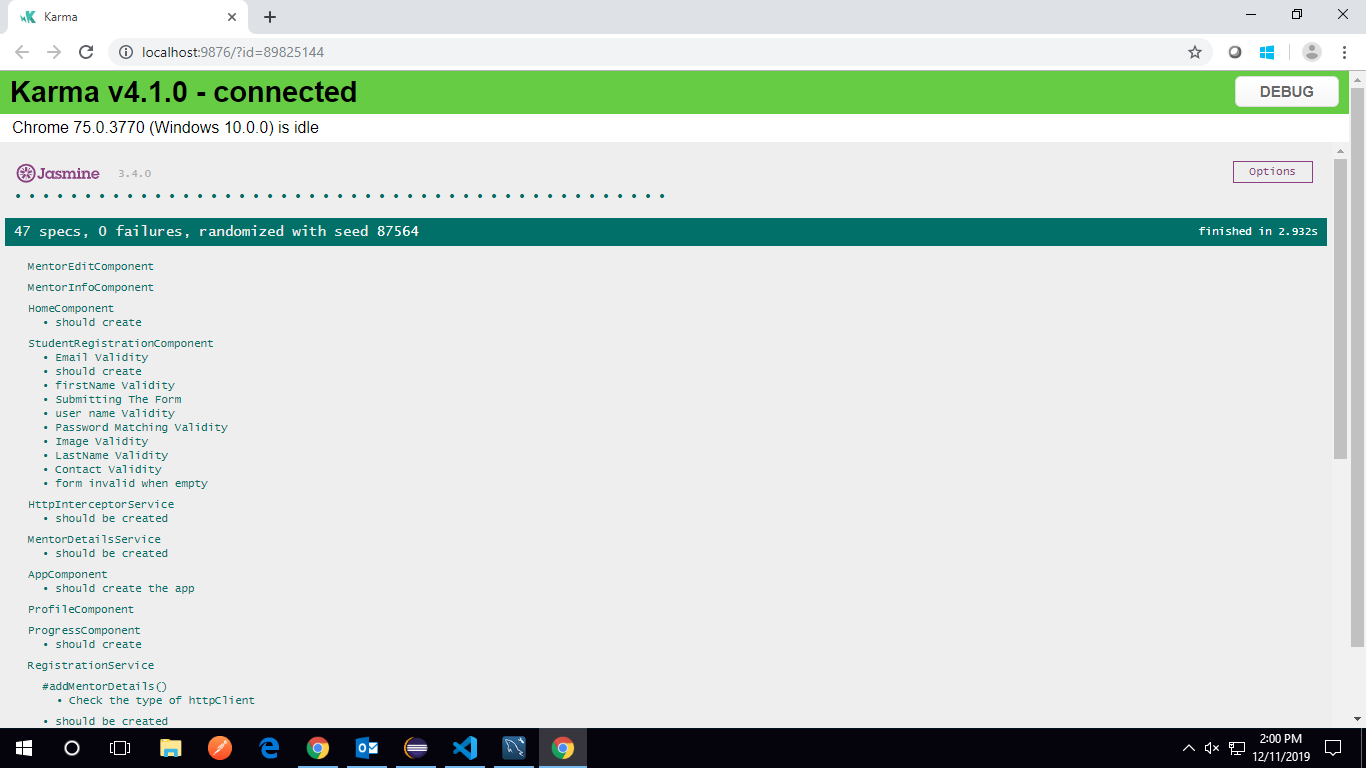 Karma
localhost:9876/?id=89825144
Karma v4.1.0 - connected
DEBUG
Chrome 75.0.3770 (Windows 10.0.0) is idle
Jasmine 3.4.0
Options
47 specs, 0 failures, randomized with seed 87564
finished in 2.932s
MentorEditComponent
MentorInfoComponent
HomeComponent
• should create
StudentRegistrationComponent
• Email Validity
• should create
• firstName Validity
• Submitting The Form
• user name Validity
• Password Matching Validity
• Image Validity
• LastName Validity
• Contact Validity
• form invalid when empty
HttpInterceptorService
• should be created
MentorDetailsService
• should be created
AppComponent
• should create the app
ProfileComponent
ProgressComponent
• should create
RegistrationService
#addMentorDetails()
• Check the type of httpClient
• should be created
2:00 PM
12/11/2019